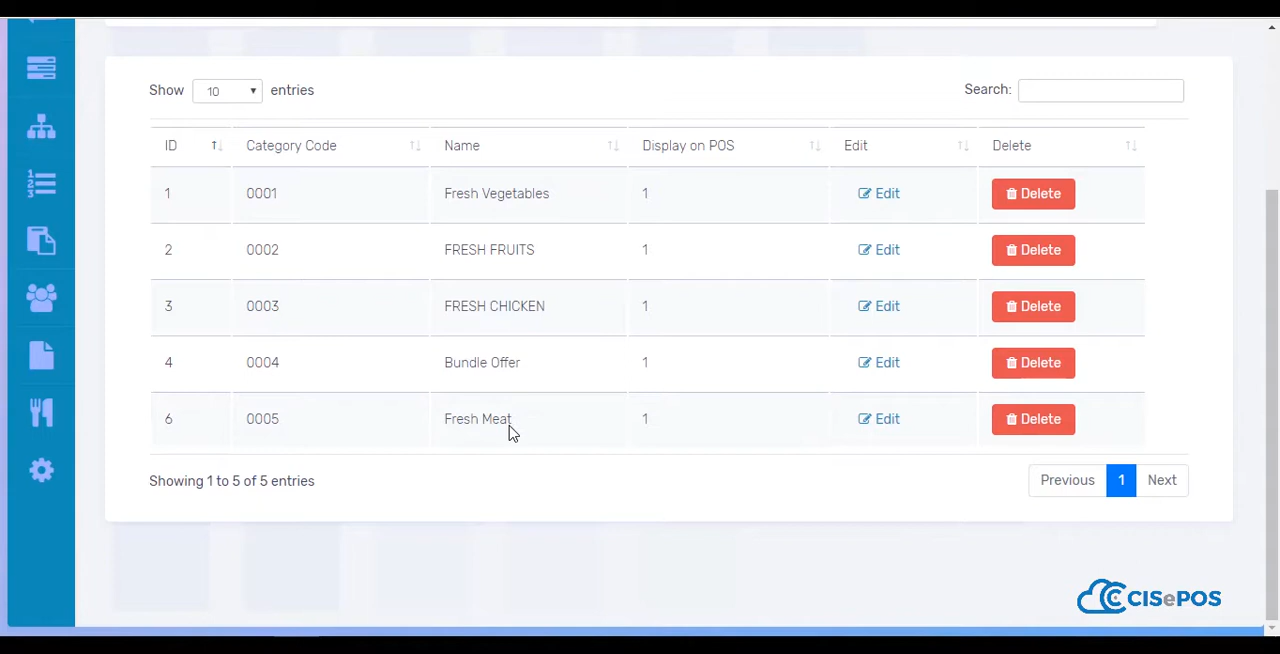 Show 10 entries Search:
ID Category Code Name Display on POS Edit Delete
1 0001 Fresh Vegetables 1 Edit Delete
2 0002 FRESH FRUITS 1 Edit Delete
3 0003 FRESH CHICKEN 1 Edit Delete
4 0004 Bundle Offer 1 Edit Delete
6 0005 Fresh Meat 1 Edit Delete
Showing 1 to 5 of 5 entries Previous 1 Next
CISePOS